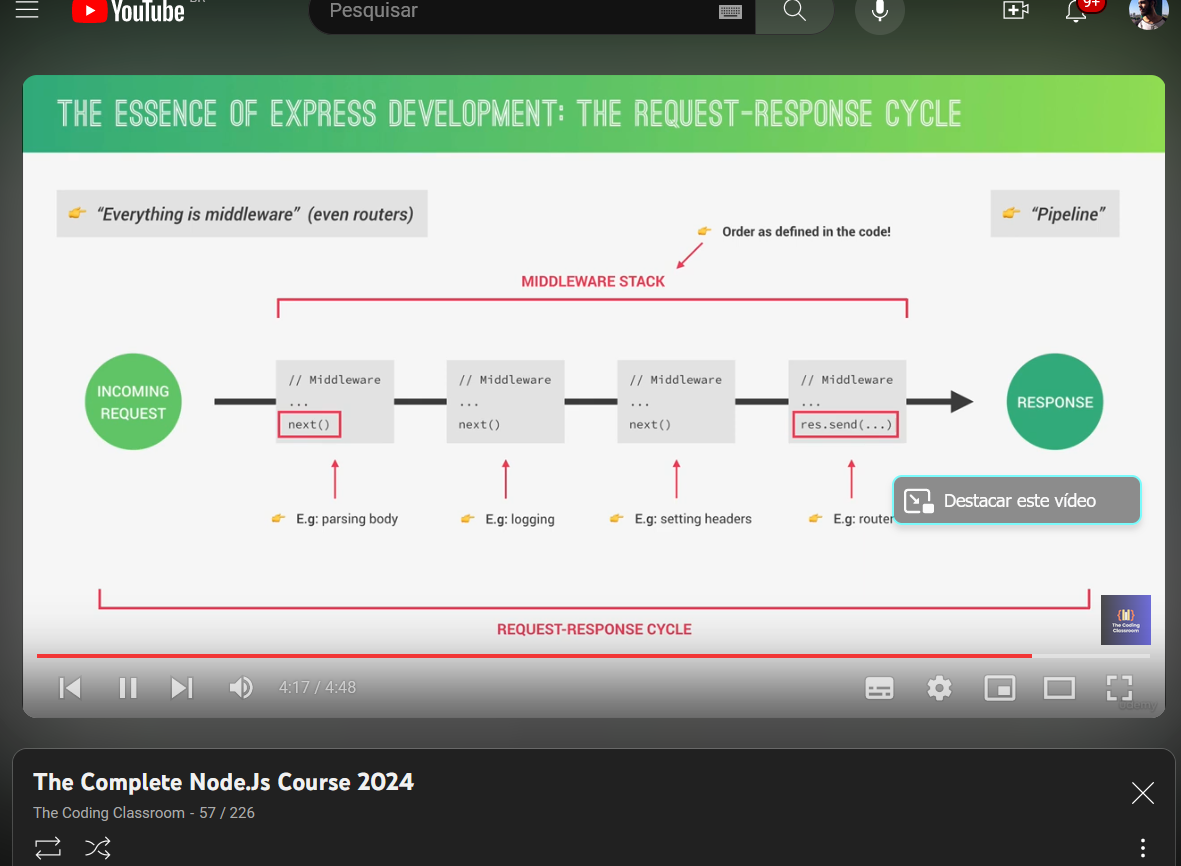 YouTube
BR
Pesquisar
9+
THE ESSENCE OF EXPRESS DEVELOPMENT: THE REQUEST-RESPONSE CYCLE
“Everything is middleware” (even routers)
“Pipeline”
Order as defined in the code!
MIDDLEWARE STACK
INCOMING
REQUEST
// Middleware
...
next()
// Middleware
...
next()
// Middleware
...
next()
// Middleware
...
res.send(...)
RESPONSE
E.g: parsing body
E.g: logging
E.g: setting headers
E.g: router
Destacar este vídeo
REQUEST-RESPONSE CYCLE
The Coding
Classroom
4:17 / 4:48
Udemy
The Complete Node.Js Course 2024
The Coding Classroom - 57 / 226